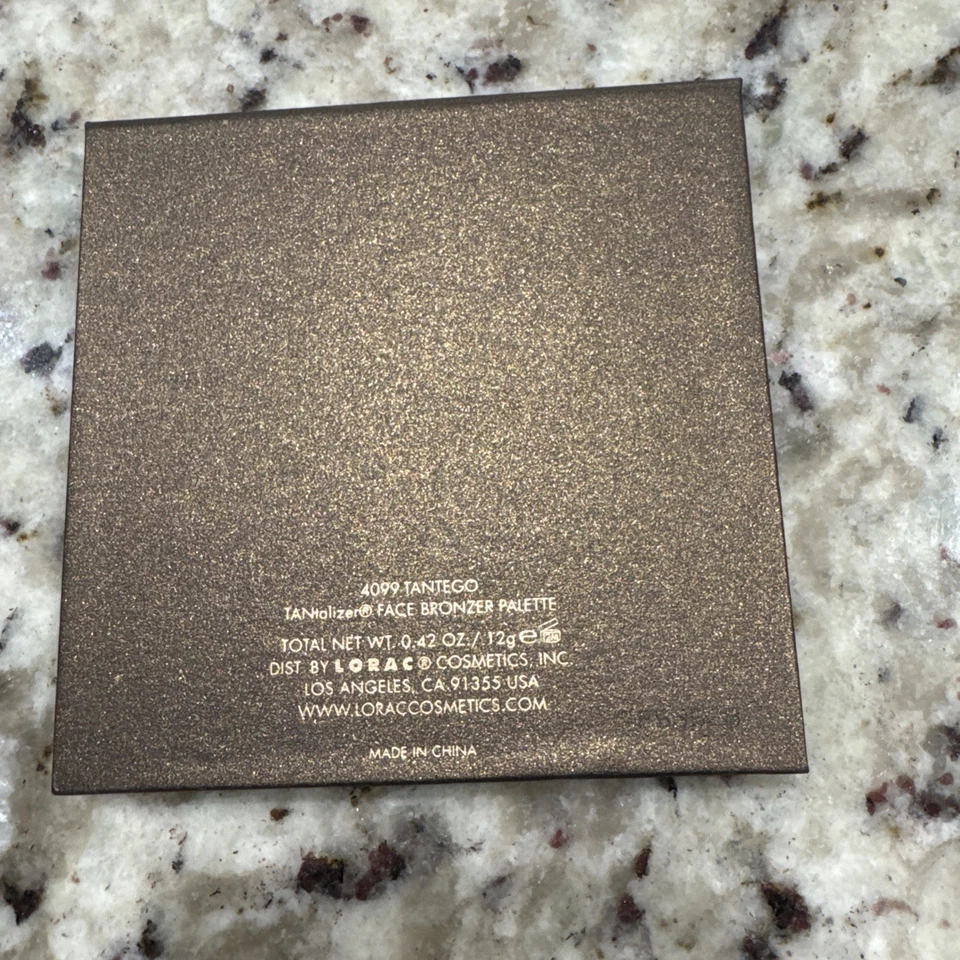 4099 TANTEGO
TANtalizer® FACE BRONZER PALETTE
TOTAL NET WT. 0.42 OZ./ 12g ℮ 12M
DIST. BY LORAC® COSMETICS, INC.
LOS ANGELES, CA 91355 USA
WWW.LORACCOSMETICS.COM
MADE IN CHINA